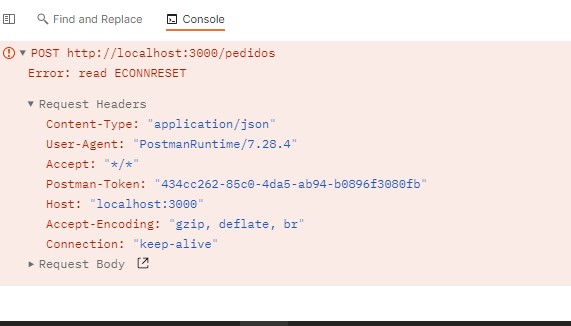 Find and Replace Console
POST http://localhost:3000/pedidos
Error: read ECONNRESET
Request Headers
Content-Type: "application/json"
User-Agent: "PostmanRuntime/7.28.4"
Accept: "*/*"
Postman-Token: "434cc262-85c0-4da5-ab94-b0896f3080fb"
Host: "localhost:3000"
Accept-Encoding: "gzip, deflate, br"
Connection: "keep-alive"
Request Body